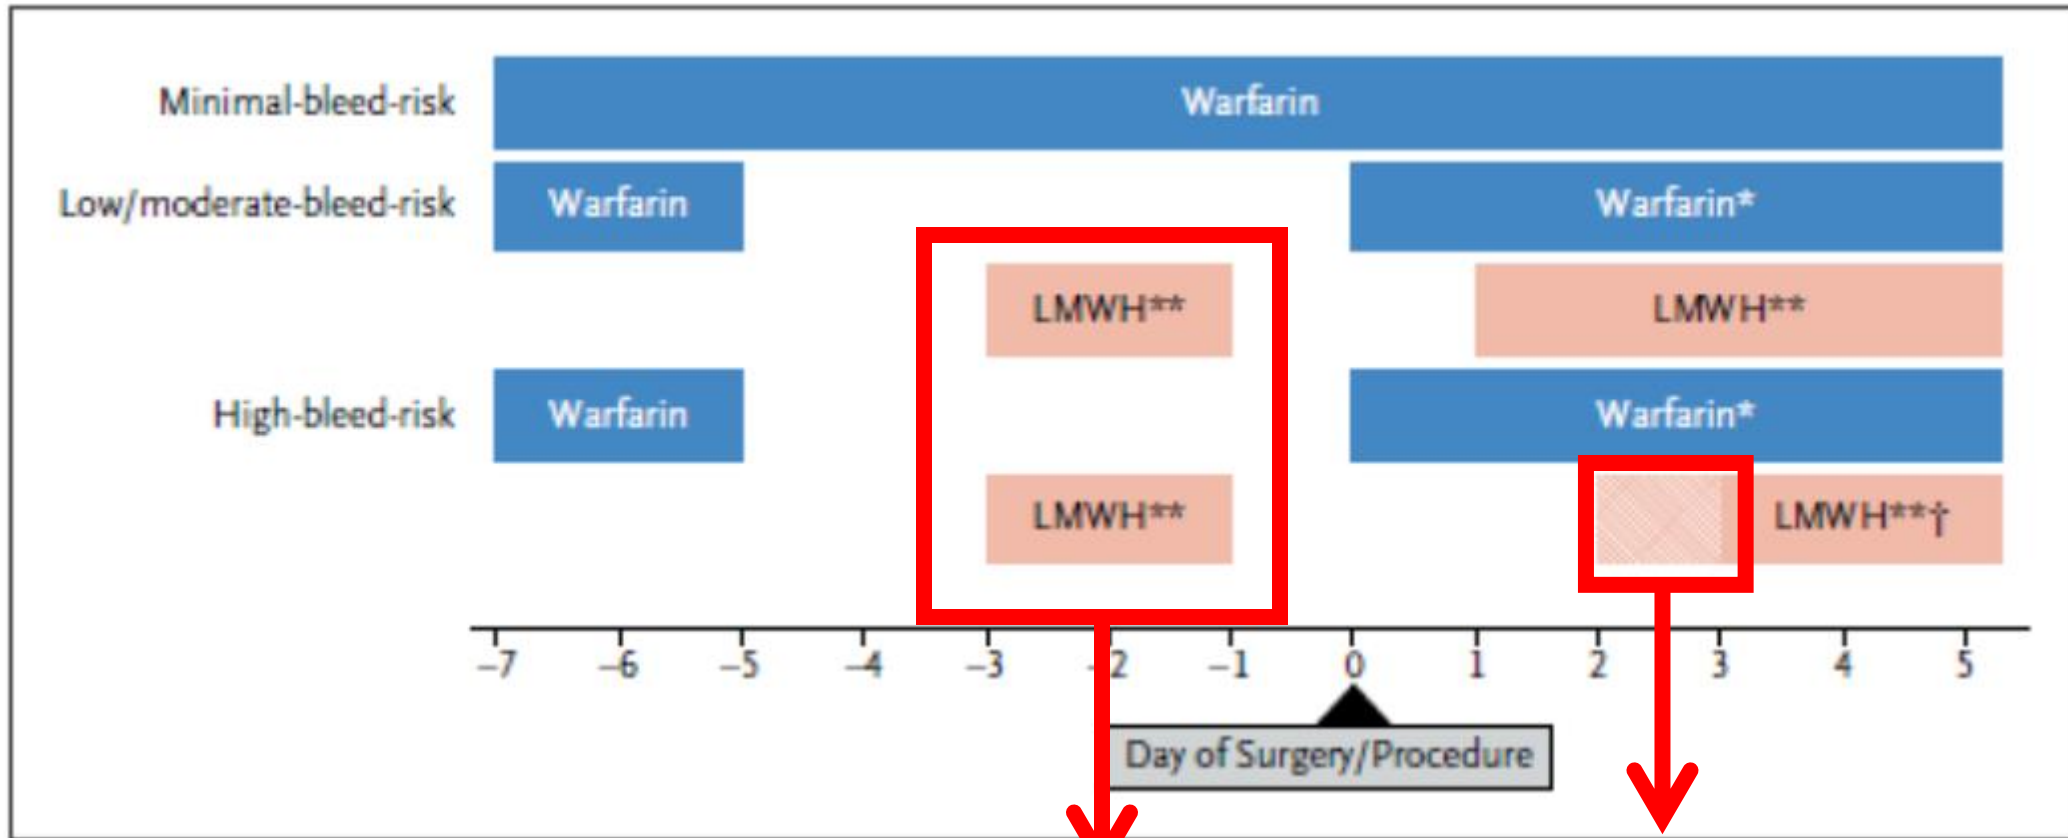 Minimal-bleed-risk Warfarin
Low/moderate-bleed-risk Warfarin Warfarin*
LMWH** LMWH**
High-bleed-risk Warfarin Warfarin*
LMWH** LMWH**†
–7 –6 –5 –4 –3 2 –1 0 1 2 3 4 5
Day of Surgery/Procedure